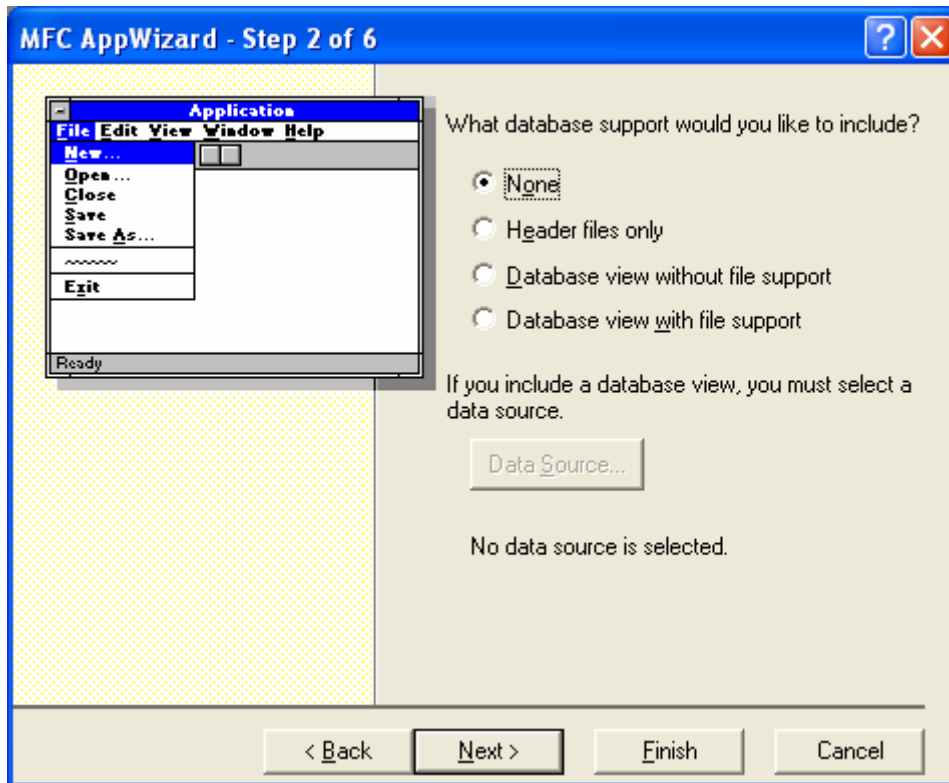 MFC AppWizard - Step 2 of 6
Application
File Edit View Window Help
New...
Open...
Close
Save
Save As...
Exit
Ready
What database support would you like to include?
None
Header files only
Database view without file support
Database view with file support
If you include a database view, you must select a
data source.
Data Source...
No data source is selected.
< Back
Next >
Finish
Cancel